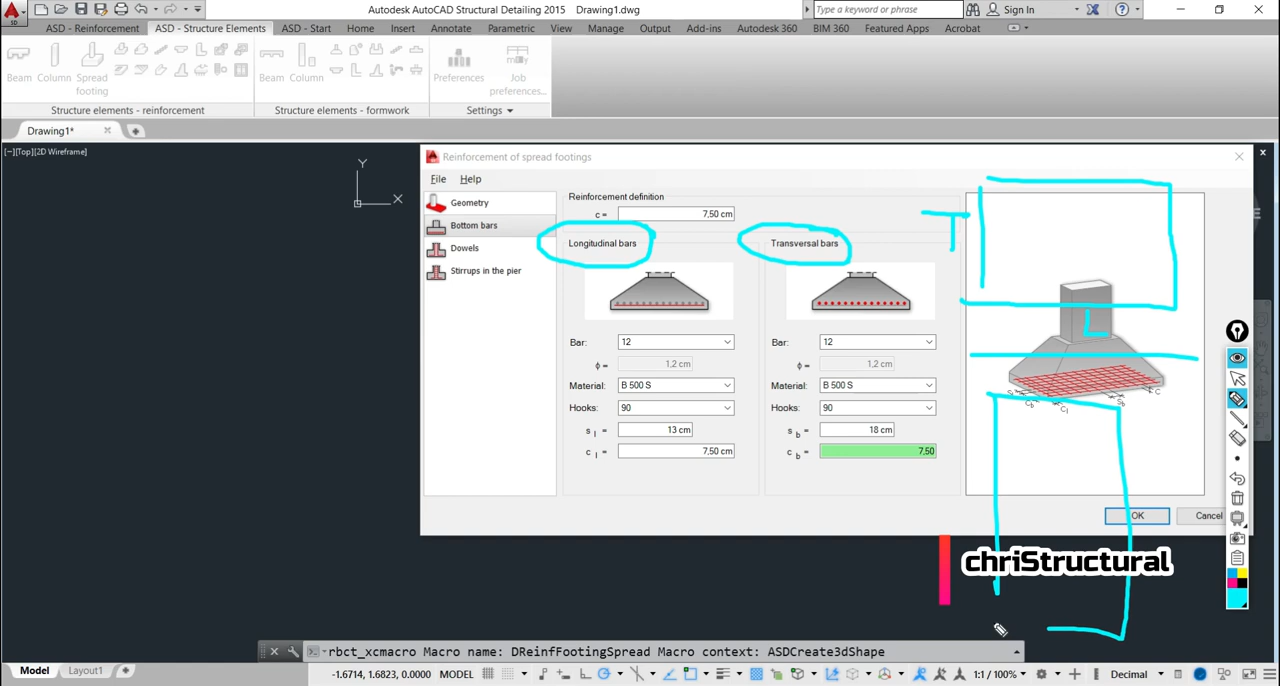 Autodesk AutoCAD Structural Detailing 2015 Drawing1.dwg
Type a keyword or phrase
Sign In
SD
ASD - Reinforcement
ASD - Structure Elements
ASD - Start
Home
Insert
Annotate
Parametric
View
Manage
Output
Add-ins
Autodesk 360
BIM 360
Featured Apps
Acrobat
Beam
Column
Spread
footing
Beam
Column
Preferences
Job
preferences...
Structure elements - reinforcement
Structure elements - formwork
Settings
Drawing1*
[−][Top][2D Wireframe]
Y
X
Reinforcement of spread footings
File
Help
Geometry
Bottom bars
Dowels
Stirrups in the pier
Reinforcement definition
c = 7,50 cm
Longitudinal bars
Transversal bars
T
L
Bar: 12
Bar: 12
ϕ = 1,2 cm
ϕ = 1,2 cm
Material: B 500 S
Material: B 500 S
Hooks: 90
Hooks: 90
s l = 13 cm
s b = 18 cm
c l = 7,50 cm
c b = 7,50
OK
Cancel
chriStructural
rbct_xcmacro Macro name: DReinfFootingSpread Macro context: ASDCreate3dShape
Model
Layout1
-1.6714, 1.6823, 0.0000
MODEL
1:1 / 100%
Decimal